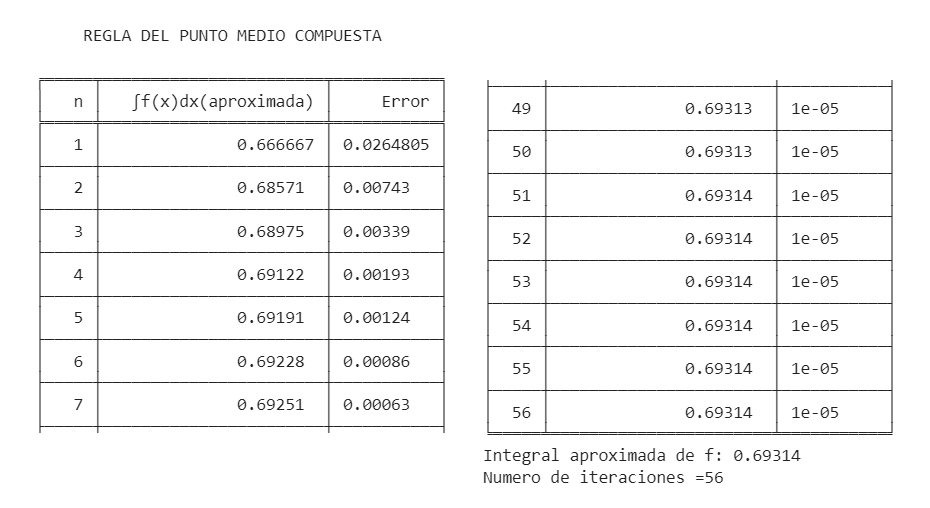 REGLA DEL PUNTO MEDIO COMPUESTA
n ∫f(x)dx(aproximada) Error
1 0.666667 0.0264805
2 0.68571 0.00743
3 0.68975 0.00339
4 0.69122 0.00193
5 0.69191 0.00124
6 0.69228 0.00086
7 0.69251 0.00063
49 0.69313 1e-05
50 0.69313 1e-05
51 0.69314 1e-05
52 0.69314 1e-05
53 0.69314 1e-05
54 0.69314 1e-05
55 0.69314 1e-05
56 0.69314 1e-05
Integral aproximada de f: 0.69314
Numero de iteraciones =56